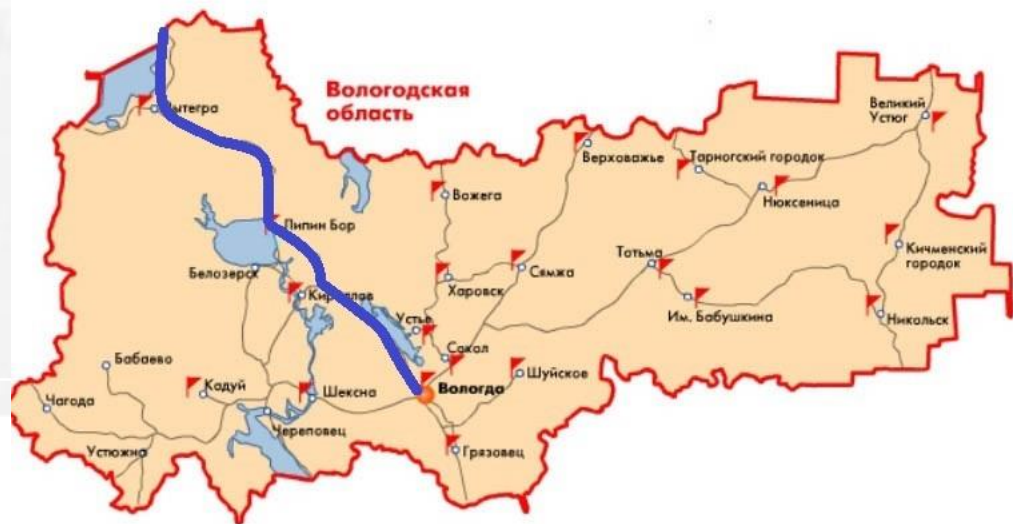 Вологодская
область
Вытегра
Липин Бор
Белозерск
Кириллов
Вожега
Верховажье
Тарногский городок
Великий
Устюг
Нюксеница
Харовск
Сямжа
Тотьма
Кичменский
городок
Им. Бабушкина
Никольск
Устье
Сокол
Бабаево
Кадуй
Шексна
Вологда
Шуйское
Чагода
Череповец
Устюжна
Грязовец